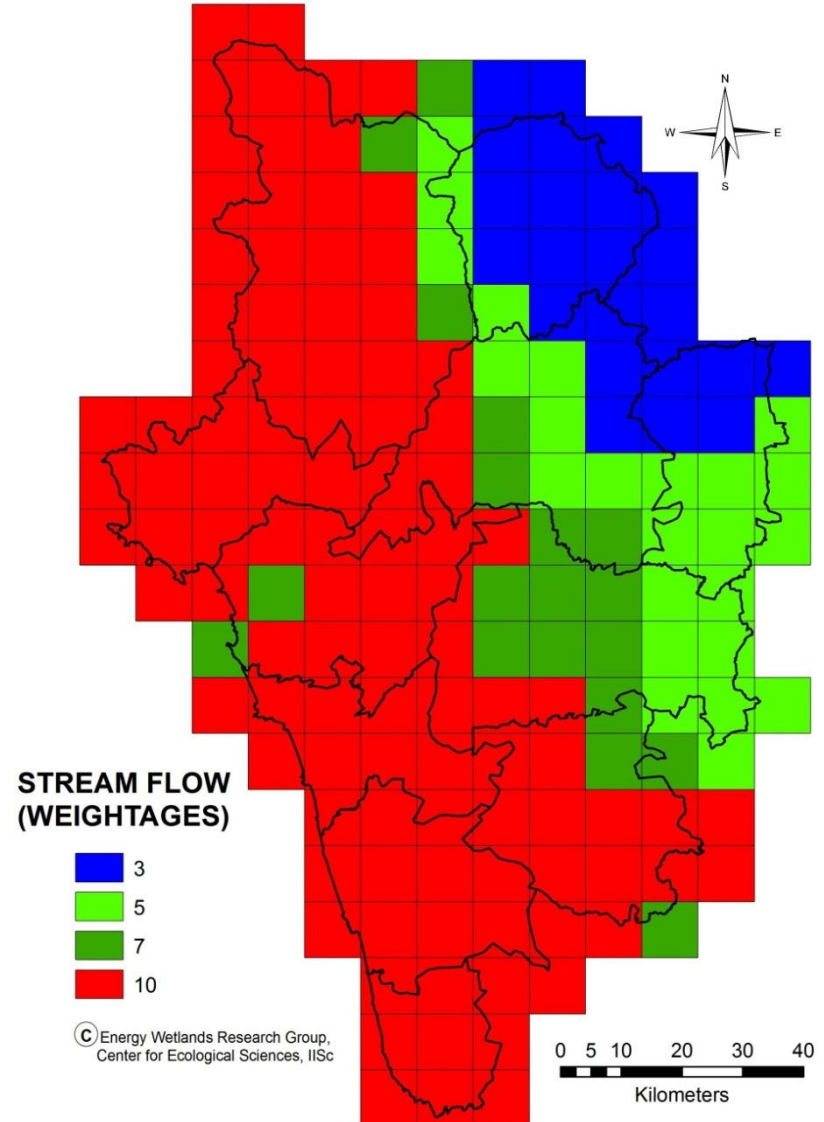 N
W E
S
STREAM FLOW
(WEIGHTAGES)
3
5
7
10
C Energy Wetlands Research Group,
Center for Ecological Sciences, IISc
0 5 10 20 30 40
Kilometers